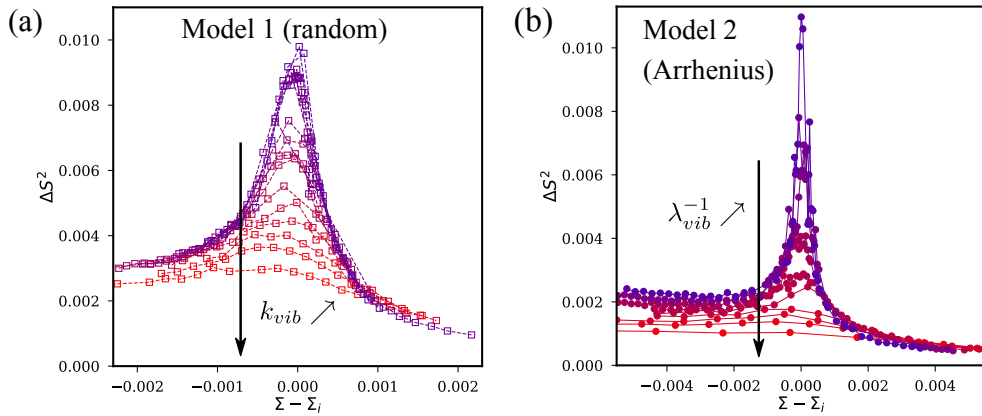 (a)
Model 1 (random)
ΔS²
0.010
0.008
0.006
0.004
0.002
0.000
k_vib ↗
−0.002
−0.001
0.000
0.001
0.002
Σ − Σ_j
(b)
Model 2
(Arrhenius)
ΔS²
0.010
0.008
0.006
0.004
0.002
0.000
λ_vib^−1 ↗
−0.004
−0.002
0.000
0.002
0.004
Σ − Σ_j